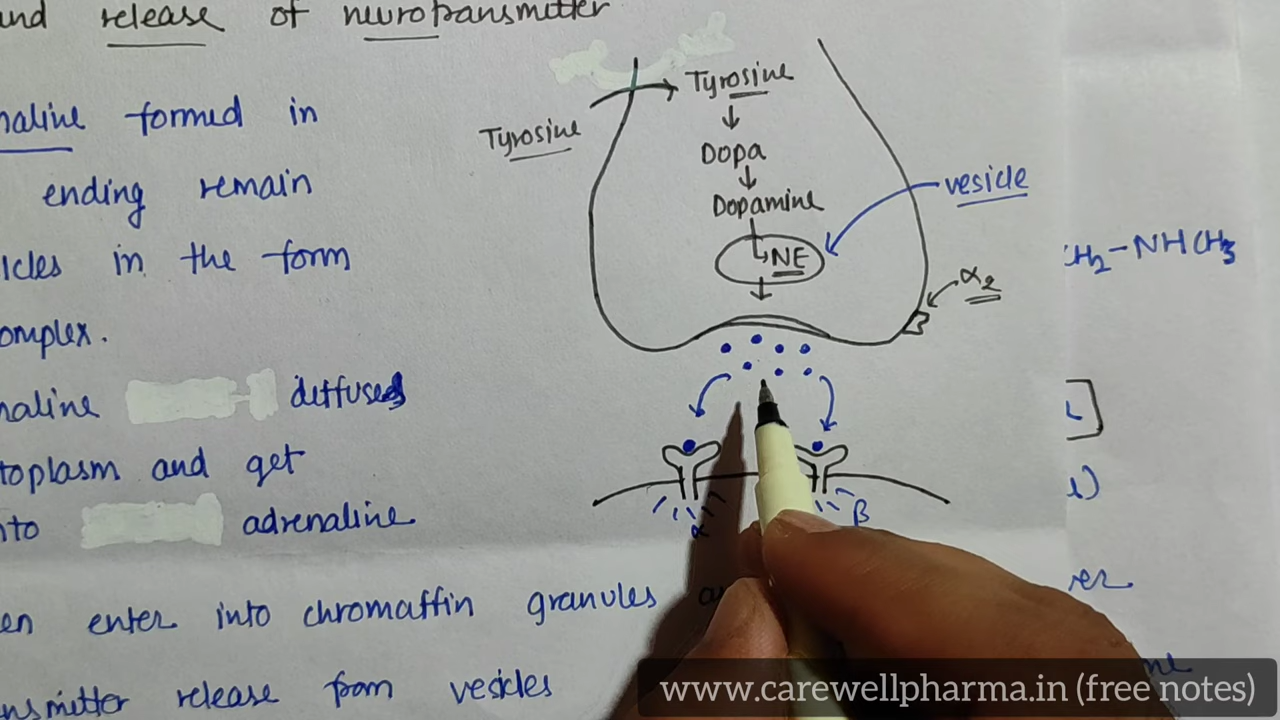 and release of neurotransmitter
naline formed in
ending remain
icles in the form
omplex.
naline deffuses
toplasm and get
nto adrenaline
en enter into chromaffin granules
nsmitter release from vesicles
Tyrosine
Tyrosine
Dopa
Dopamine
NE
vesicle
α2
α
β
CH2-NHCH3
www.carewellpharma.in (free notes)